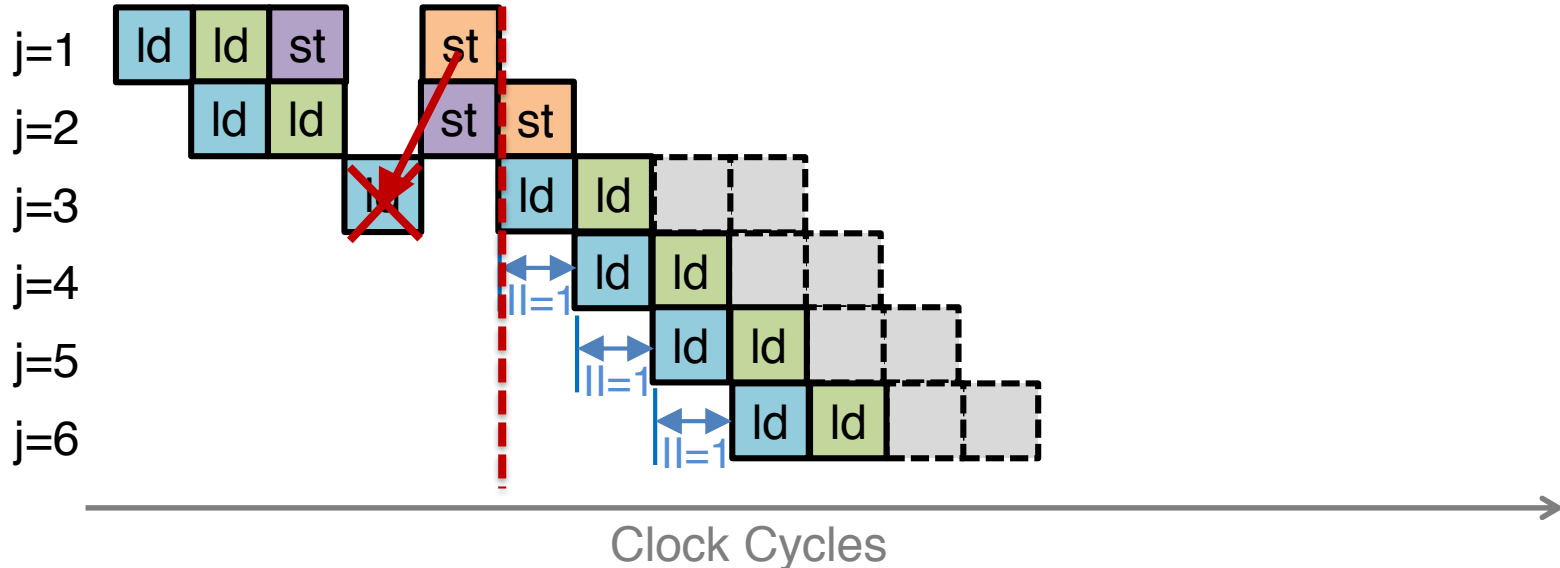 j=1 ld ld st st
j=2 ld ld st st
j=3 ld ld ld
j=4 II=1 ld ld
j=5 II=1 ld ld
j=6 II=1 ld ld
Clock Cycles